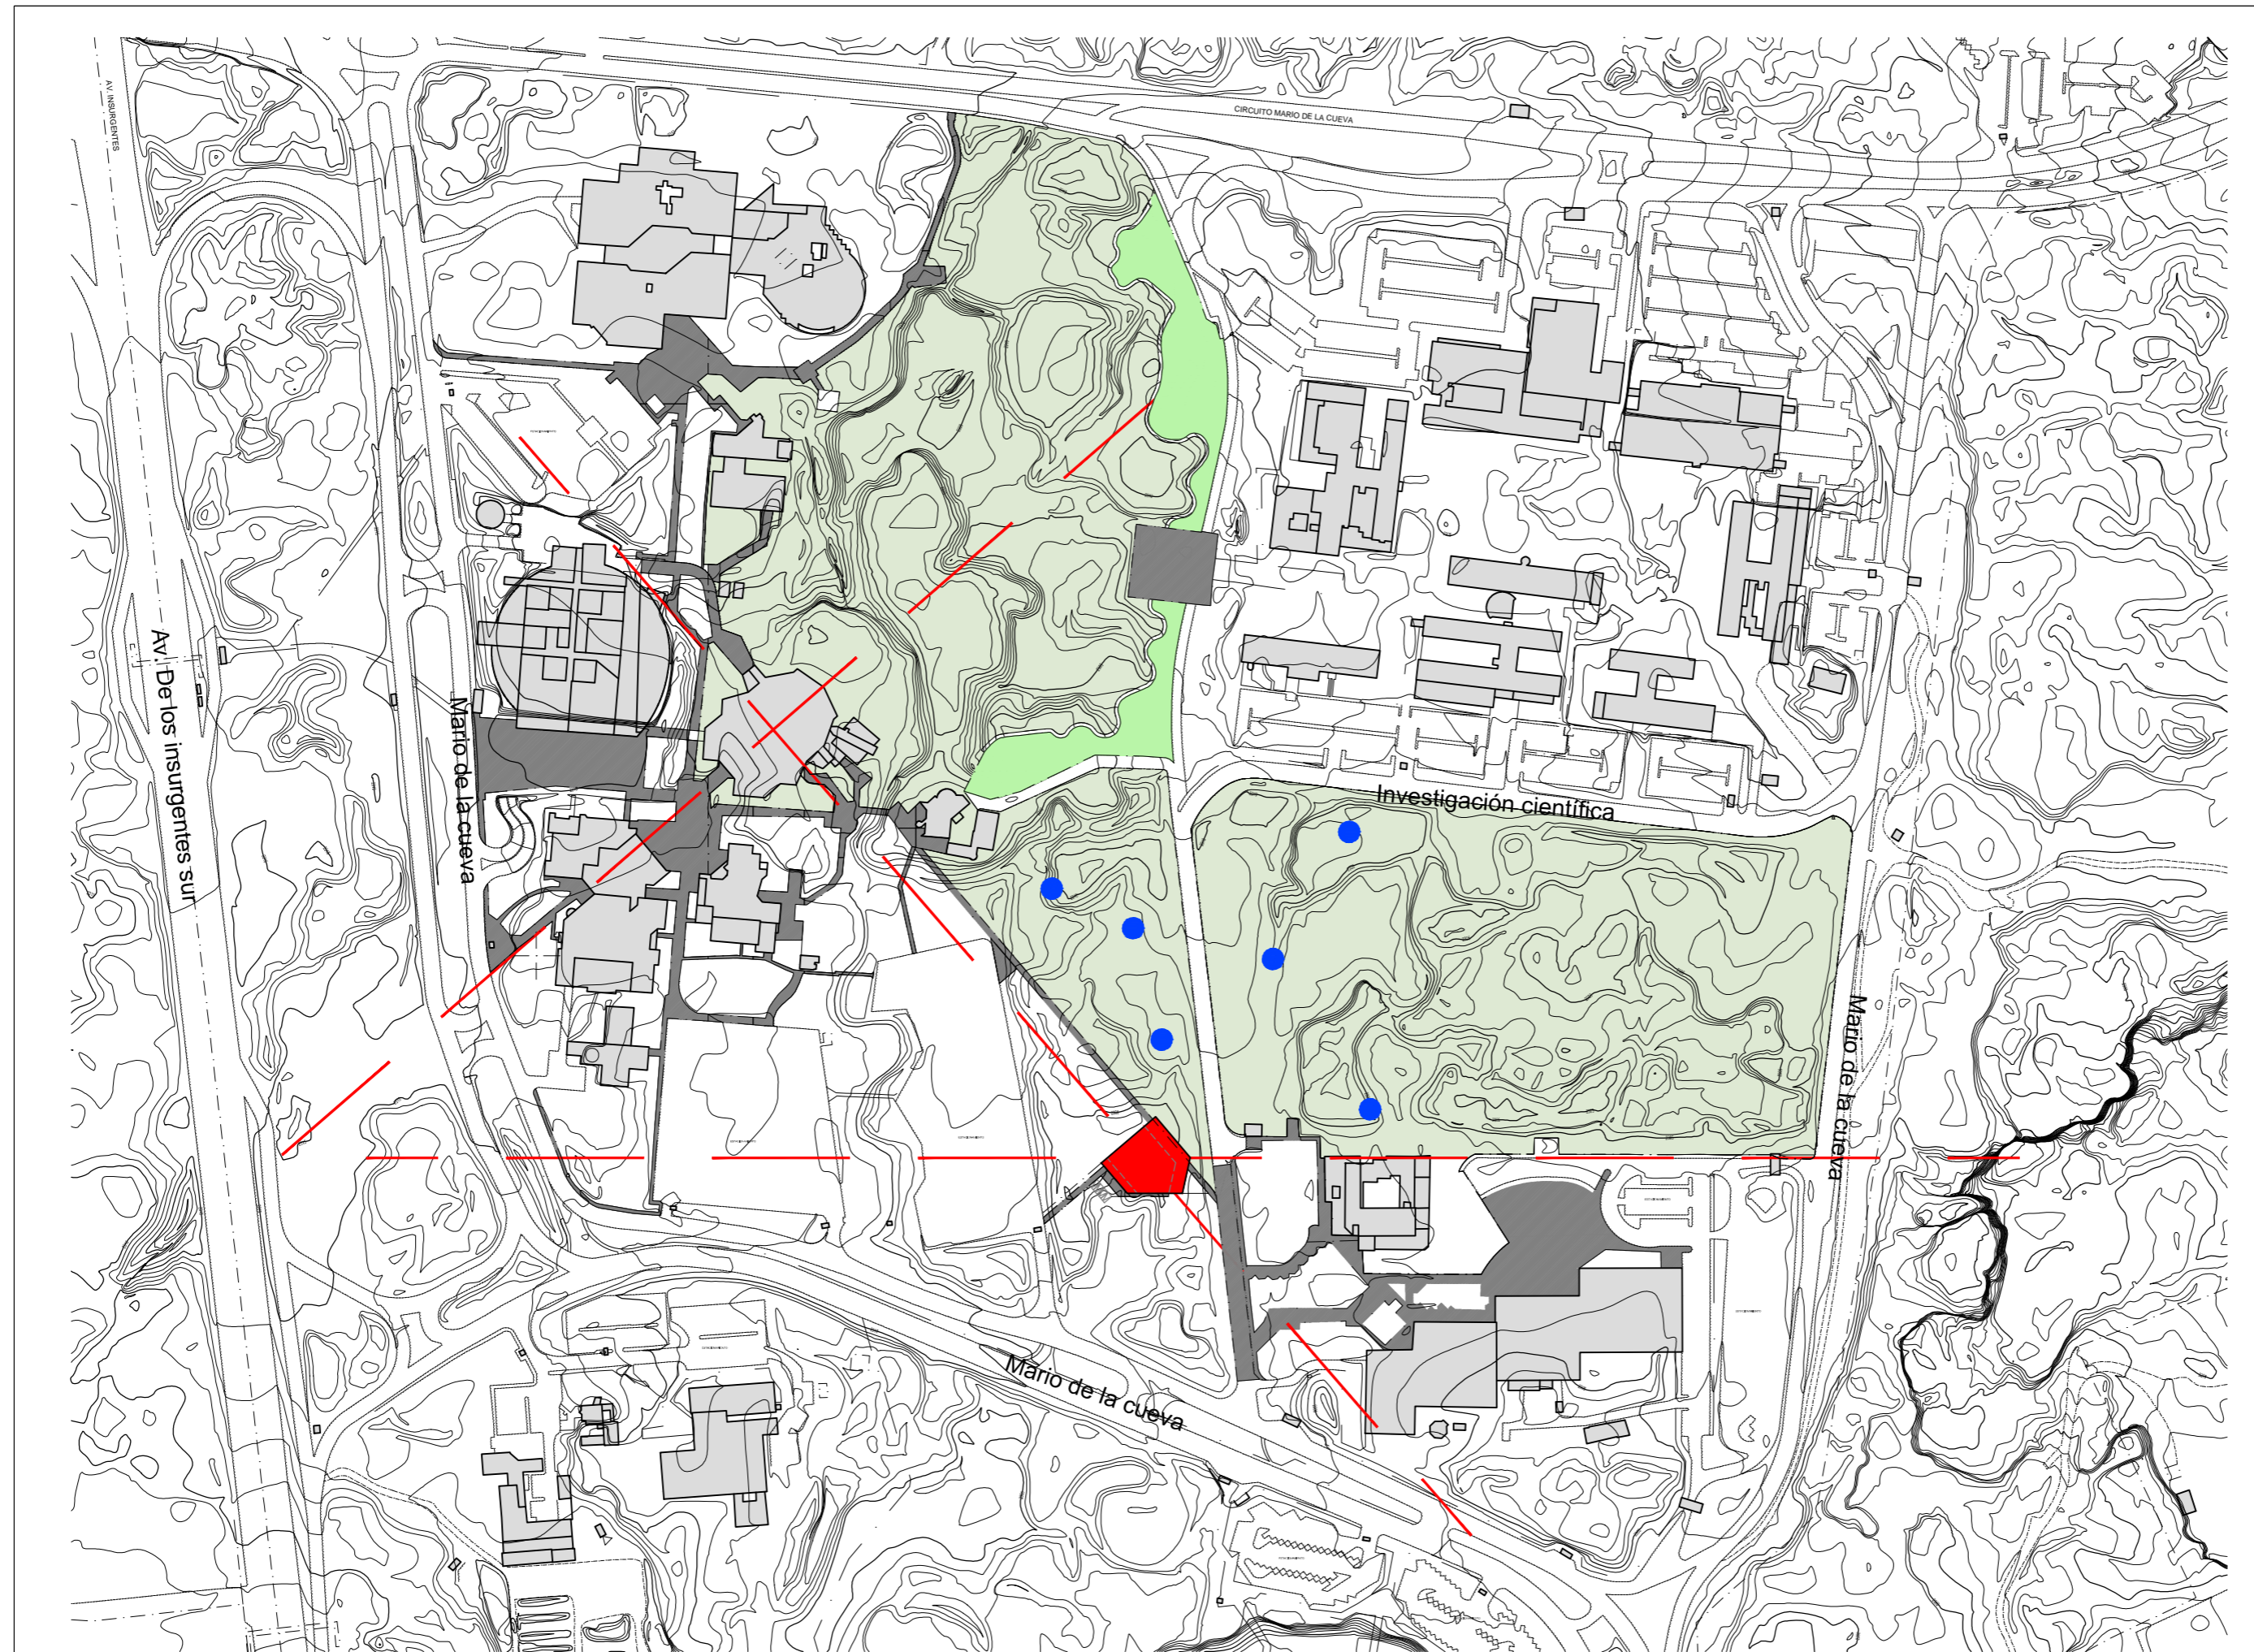 AV. INSURGENTES
CIRCUITO MARIO DE LA CUEVA
Av. De los insurgentes sur
Mario de la cueva
Investigación científica
Mario de la cueva
Mario de la cueva